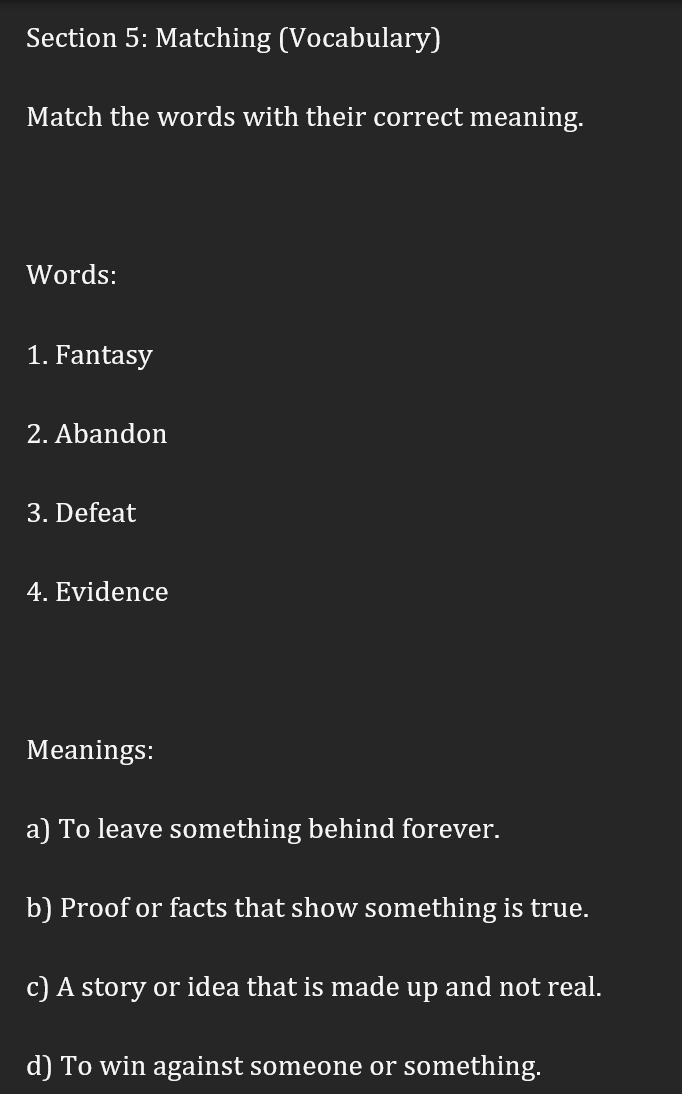 Section 5: Matching (Vocabulary)
Match the words with their correct meaning.
Words:
1. Fantasy
2. Abandon
3. Defeat
4. Evidence
Meanings:
a) To leave something behind forever.
b) Proof or facts that show something is true.
c) A story or idea that is made up and not real.
d) To win against someone or something.